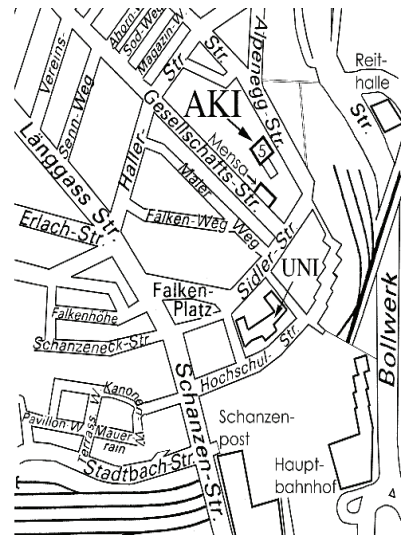 Ahorn-W.
Sod-Weg
Magazin-W.
Str.
Str.
Alpenegg-Str.
Reit-
halle
Vereins-
Senn-Weg
AKI
Str.
Gesellschafts-Str.
Mensa
Länggass Str.
Haller-
Maler
Weg
Falken-Weg
Erlach-Str.
Sidler-Str.
UNI
Falken-
Platz
Falkenhöhe
Schanzeneck-Str.
Hochschul-
Str.
Bollwerk
Kanonen-
W.
Schanzen-Str.
Pavillon-W.
Terrass.W.
Mauer
rain
Stadtbach-Str.
Schanzen-
post
Haupt-
bahnhof